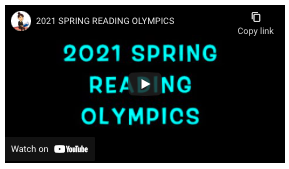 2021 SPRING READING OLYMPICS
Copy link
2021 SPRING
READING
OLYMPICS
Watch on YouTube